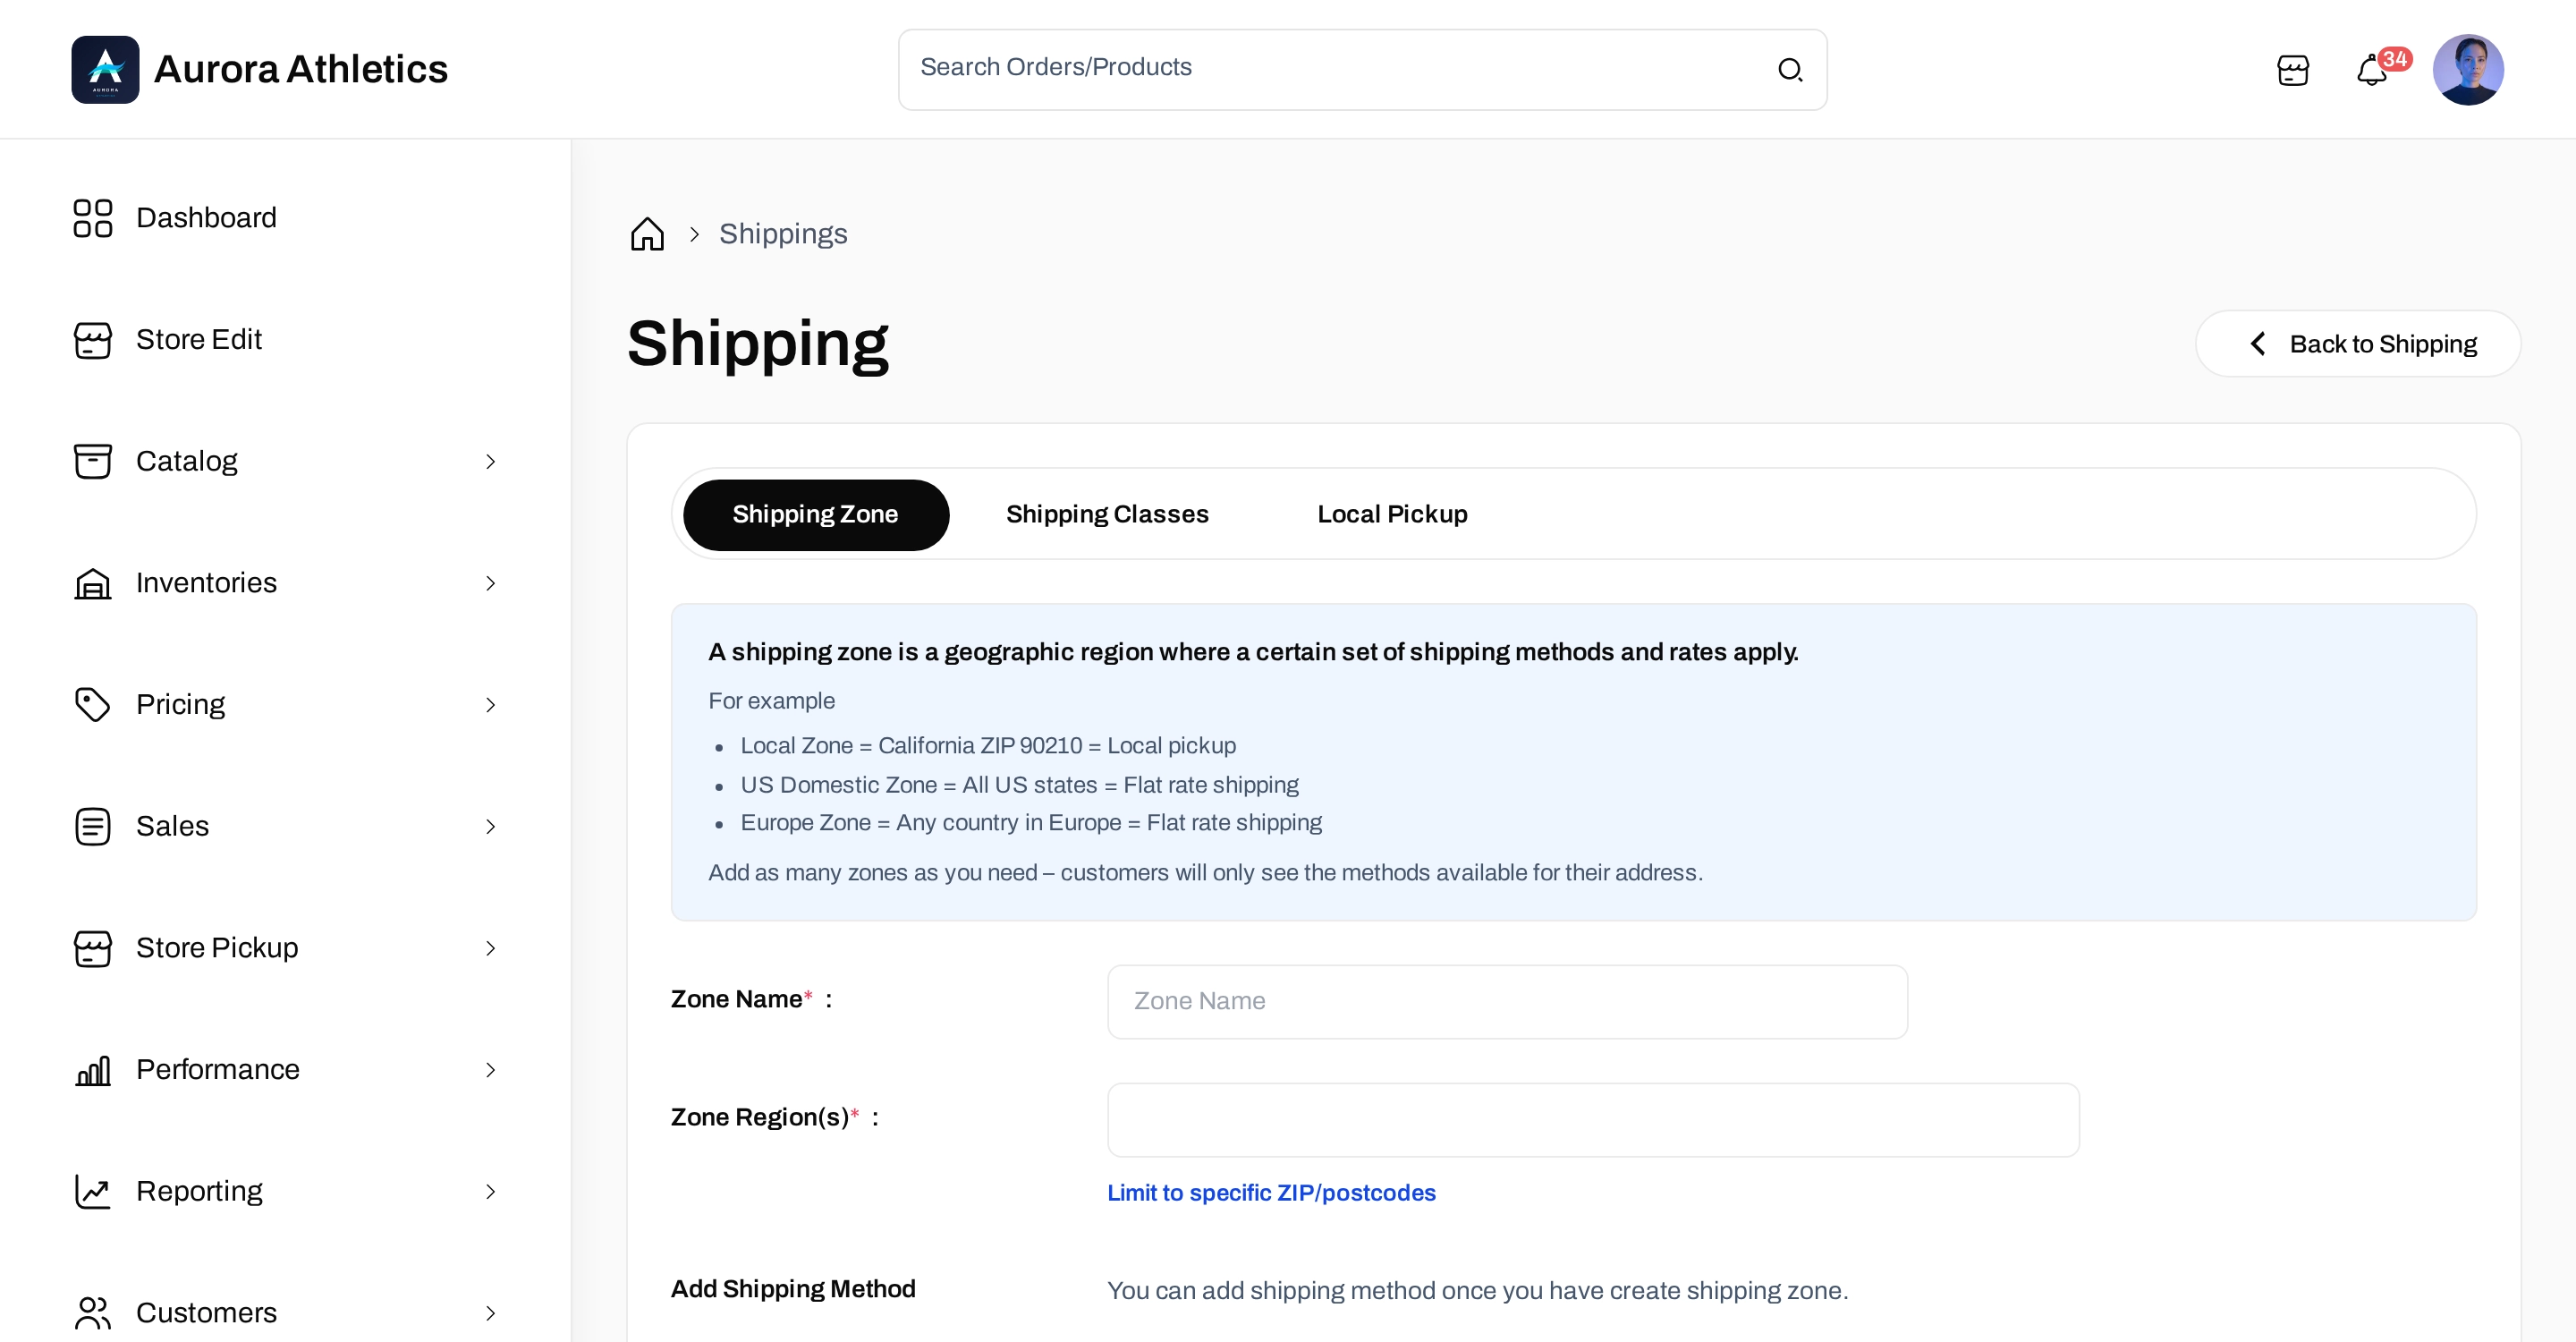 AURORA
Aurora Athletics
Search Orders/Products
34
Dashboard
Store Edit
Catalog
Inventories
Pricing
Sales
Store Pickup
Performance
Reporting
Customers
Shippings
Shipping
Back to Shipping
Shipping Zone
Shipping Classes
Local Pickup
A shipping zone is a geographic region where a certain set of shipping methods and rates apply.
For example
• Local Zone = California ZIP 90210 = Local pickup
• US Domestic Zone = All US states = Flat rate shipping
• Europe Zone = Any country in Europe = Flat rate shipping
Add as many zones as you need – customers will only see the methods available for their address.
Zone Name* :
Zone Name
Zone Region(s)* :
Limit to specific ZIP/postcodes
Add Shipping Method
You can add shipping method once you have create shipping zone.